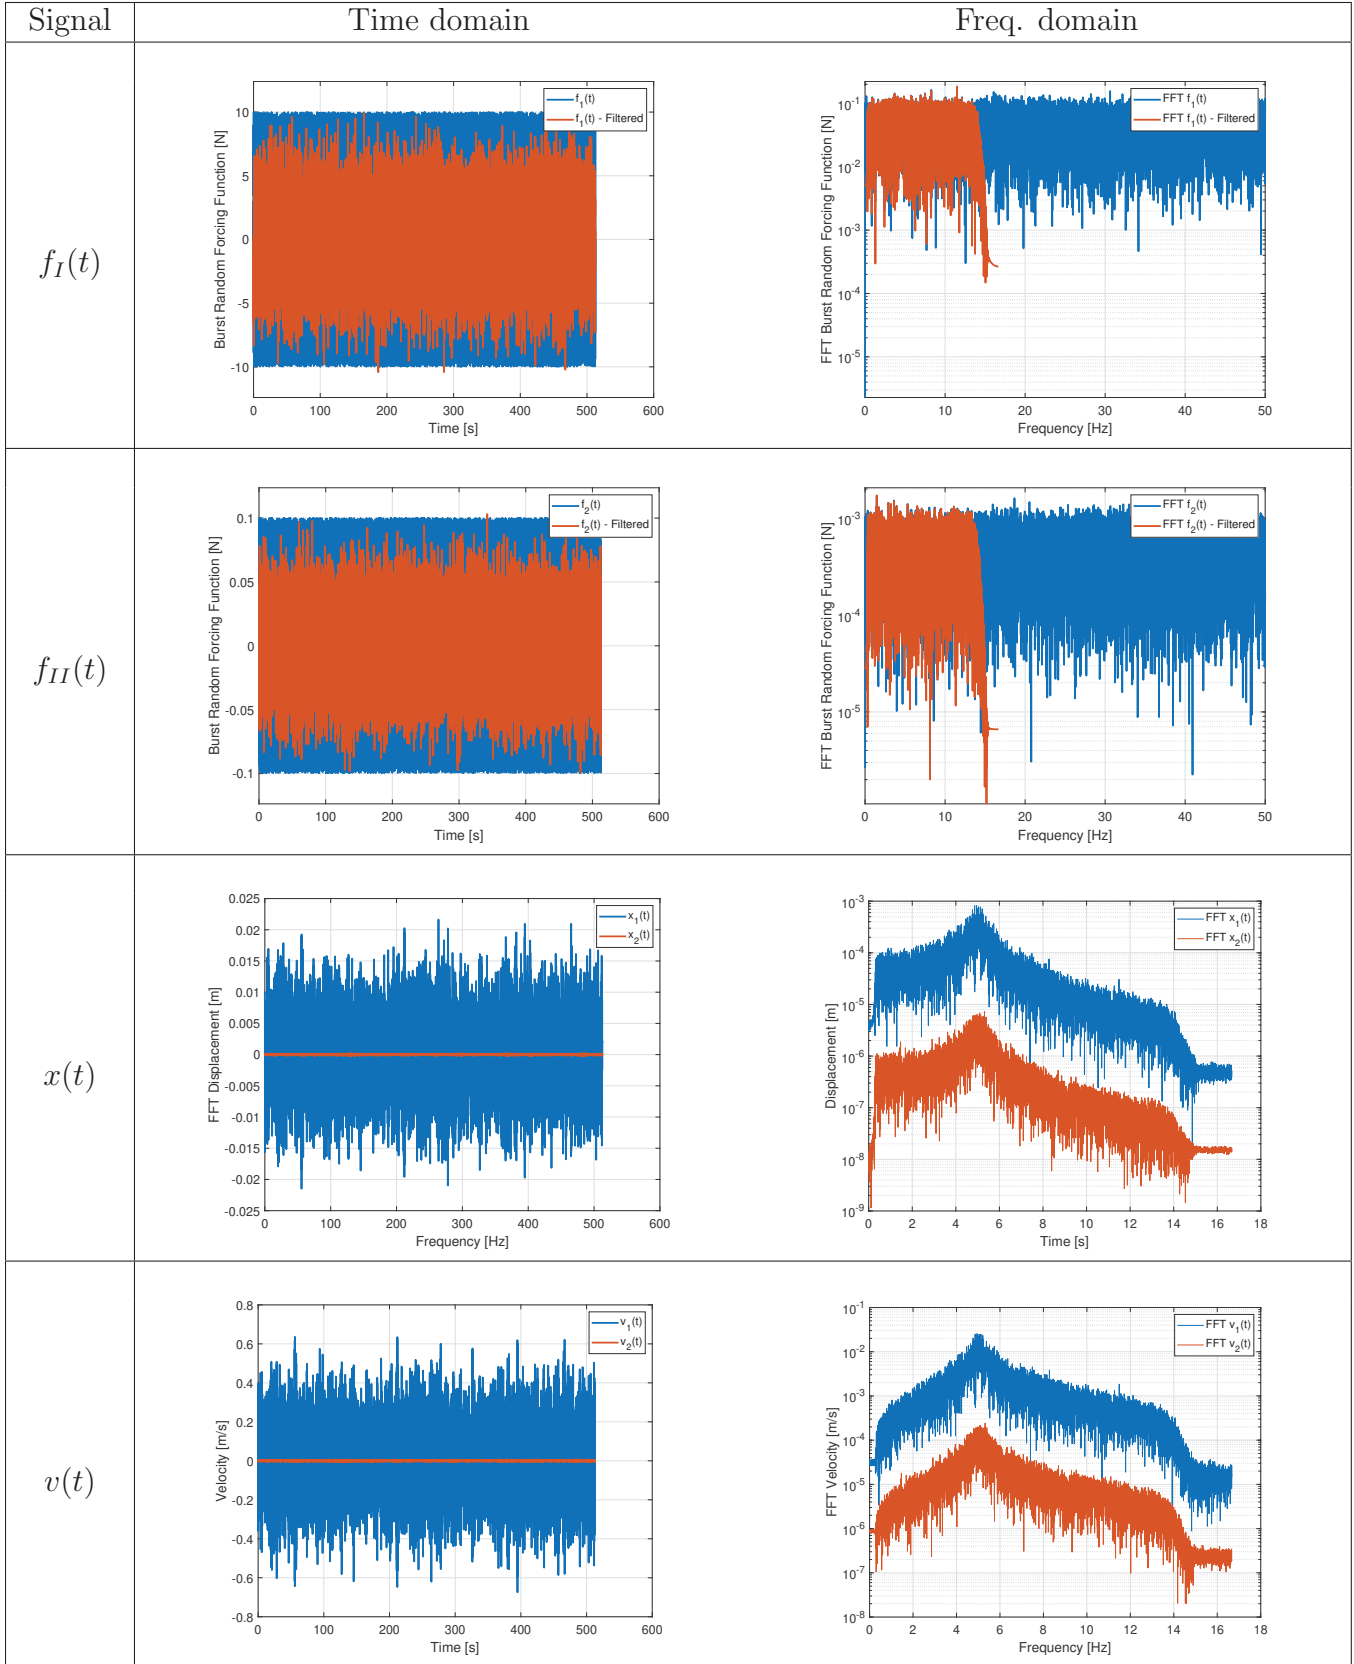 Signal Time domain Freq. domain
f_I(t)
f_1(t)
f_1(t) - Filtered
Burst Random Forcing Function [N]
10
5
0
-5
-10
0 100 200 300 400 500 600
Time [s]
FFT f_1(t)
FFT f_1(t) - Filtered
FFT Burst Random Forcing Function [N]
10^-1
10^-2
10^-3
10^-4
10^-5
0 10 20 30 40 50
Frequency [Hz]
f_II(t)
f_2(t)
f_2(t) - Filtered
Burst Random Forcing Function [N]
0.1
0.05
0
-0.05
-0.1
0 100 200 300 400 500 600
Time [s]
FFT f_2(t)
FFT f_2(t) - Filtered
FFT Burst Random Forcing Function [N]
10^-3
10^-4
10^-5
0 10 20 30 40 50
Frequency [Hz]
x(t)
x_1(t)
x_2(t)
FFT Displacement [m]
0.025
0.02
0.015
0.01
0.005
0
-0.005
-0.01
-0.015
-0.02
-0.025
0 100 200 300 400 500 600
Frequency [Hz]
FFT x_1(t)
FFT x_2(t)
Displacement [m]
10^-3
10^-4
10^-5
10^-6
10^-7
10^-8
10^-9
0 2 4 6 8 10 12 14 16 18
Time [s]
v(t)
v_1(t)
v_2(t)
Velocity [m/s]
0.8
0.6
0.4
0.2
0
-0.2
-0.4
-0.6
-0.8
0 100 200 300 400 500 600
Time [s]
FFT v_1(t)
FFT v_2(t)
FFT Velocity [m/s]
10^-1
10^-2
10^-3
10^-4
10^-5
10^-6
10^-7
10^-8
0 2 4 6 8 10 12 14 16 18
Frequency [Hz]